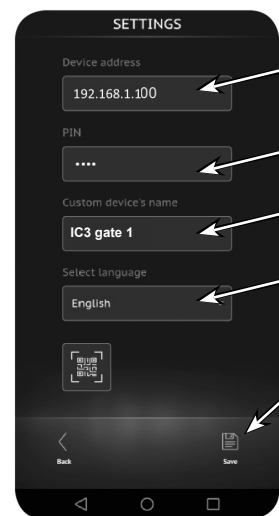 SETTINGS
Device address
192.168.1.100
PIN
••••
Custom device's name
IC3 gate 1
Select language
English
Back
Save